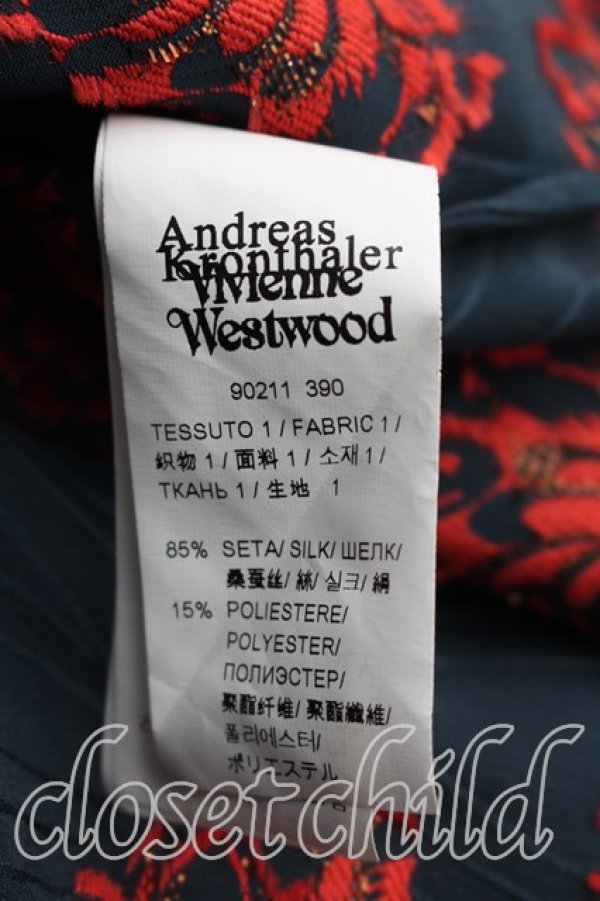 Andreas
Kronthaler
Vivienne
Westwood
90211 390
TESSUTO 1 / FABRIC 1 /
织物 1 / 面料 1 / 소재 1 /
ТКАНЬ 1 / 生地 1
85% SETA/ SILK/ ШЕЛК/
桑蚕丝/ 絲/ 실크/ 絹
15% POLIESTERE/
POLYESTER/
ПОЛИЭСТЕР/
聚酯纤维/ 聚酯纖維/
폴리에스터/
ポリエステル
closet child